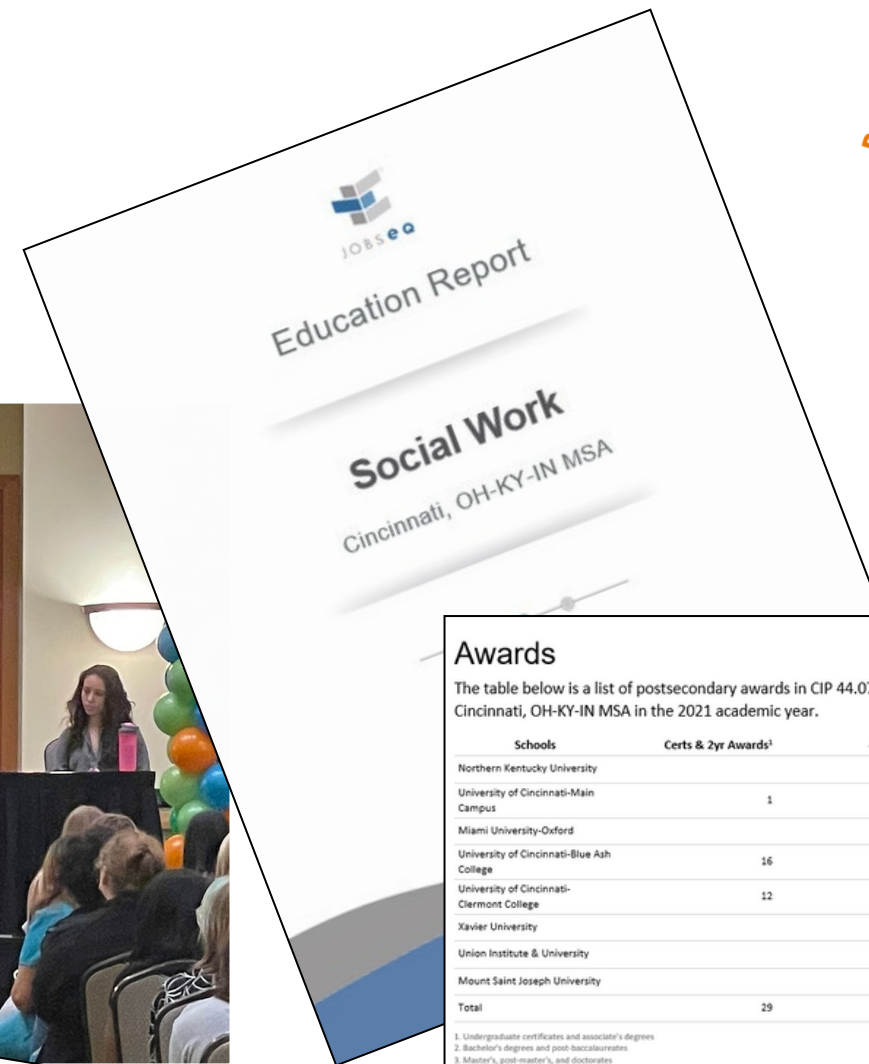 JOBSEQ
Education Report
Social Work
Cincinnati, OH-KY-IN MSA
Awards
The table below is a list of postsecondary awards in CIP 44.07
Cincinnati, OH-KY-IN MSA in the 2021 academic year.
Schools Certs & 2yr Awards¹
Northern Kentucky University
University of Cincinnati-Main
Campus 1
Miami University-Oxford
University of Cincinnati-Blue Ash
College 16
University of Cincinnati-
Clermont College 12
Xavier University
Union Institute & University
Mount Saint Joseph University
Total 29
1. Undergraduate certificates and associate's degrees
2. Bachelor's degrees and post-baccalaureates
3. Master's, post-master's, and doctorates